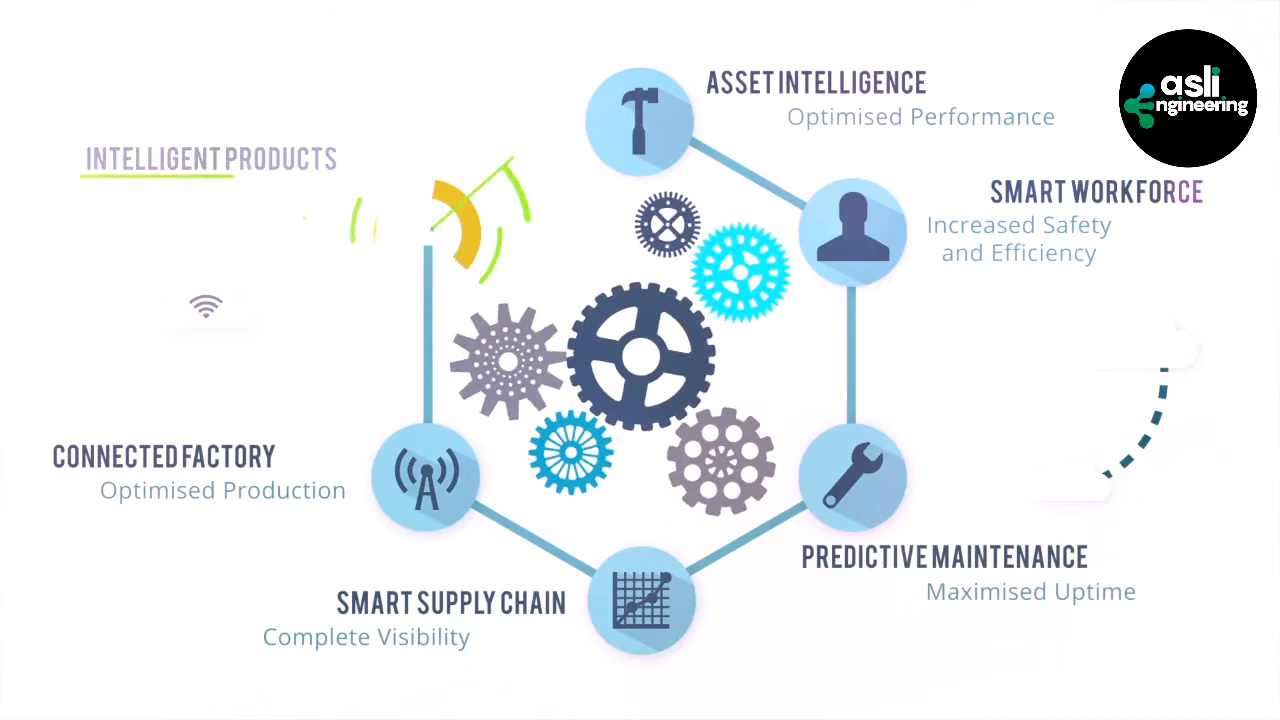 ASSET INTELLIGENCE
Optimised Performance
asli
ngineering
INTELLIGENT PRODUCTS
SMART WORKFORCE
Increased Safety
and Efficiency
CONNECTED FACTORY
Optimised Production
PREDICTIVE MAINTENANCE
Maximised Uptime
SMART SUPPLY CHAIN
Complete Visibility